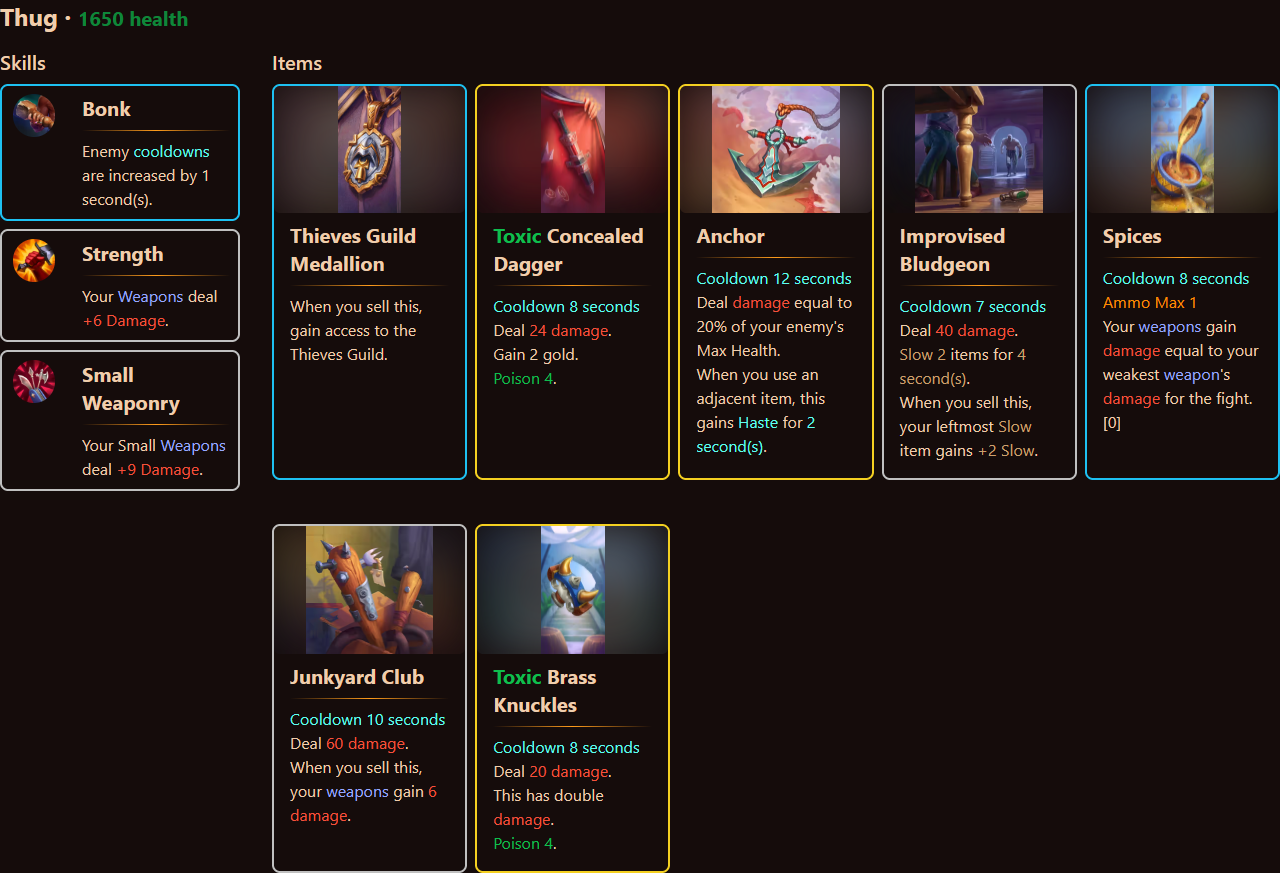 Thug · 1650 health
Skills
Bonk
Enemy cooldowns
are increased by 1
second(s).
Strength
Your Weapons deal
+6 Damage.
Small
Weaponry
Your Small Weapons
deal +9 Damage.
Items
Thieves Guild
Medallion
When you sell this,
gain access to the
Thieves Guild.
Toxic Concealed
Dagger
Cooldown 8 seconds
Deal 24 damage.
Gain 2 gold.
Poison 4.
Anchor
Cooldown 12 seconds
Deal damage equal to
20% of your enemy's
Max Health.
When you use an
adjacent item, this
gains Haste for 2
second(s).
Improvised
Bludgeon
Cooldown 7 seconds
Deal 40 damage.
Slow 2 items for 4
second(s).
When you sell this,
your leftmost Slow
item gains +2 Slow.
Spices
Cooldown 8 seconds
Ammo Max 1
Your weapons gain
damage equal to your
weakest weapon's
damage for the fight.
[0]
Junkyard Club
Cooldown 10 seconds
Deal 60 damage.
When you sell this,
your weapons gain 6
damage.
Toxic Brass
Knuckles
Cooldown 8 seconds
Deal 20 damage.
This has double
damage.
Poison 4.